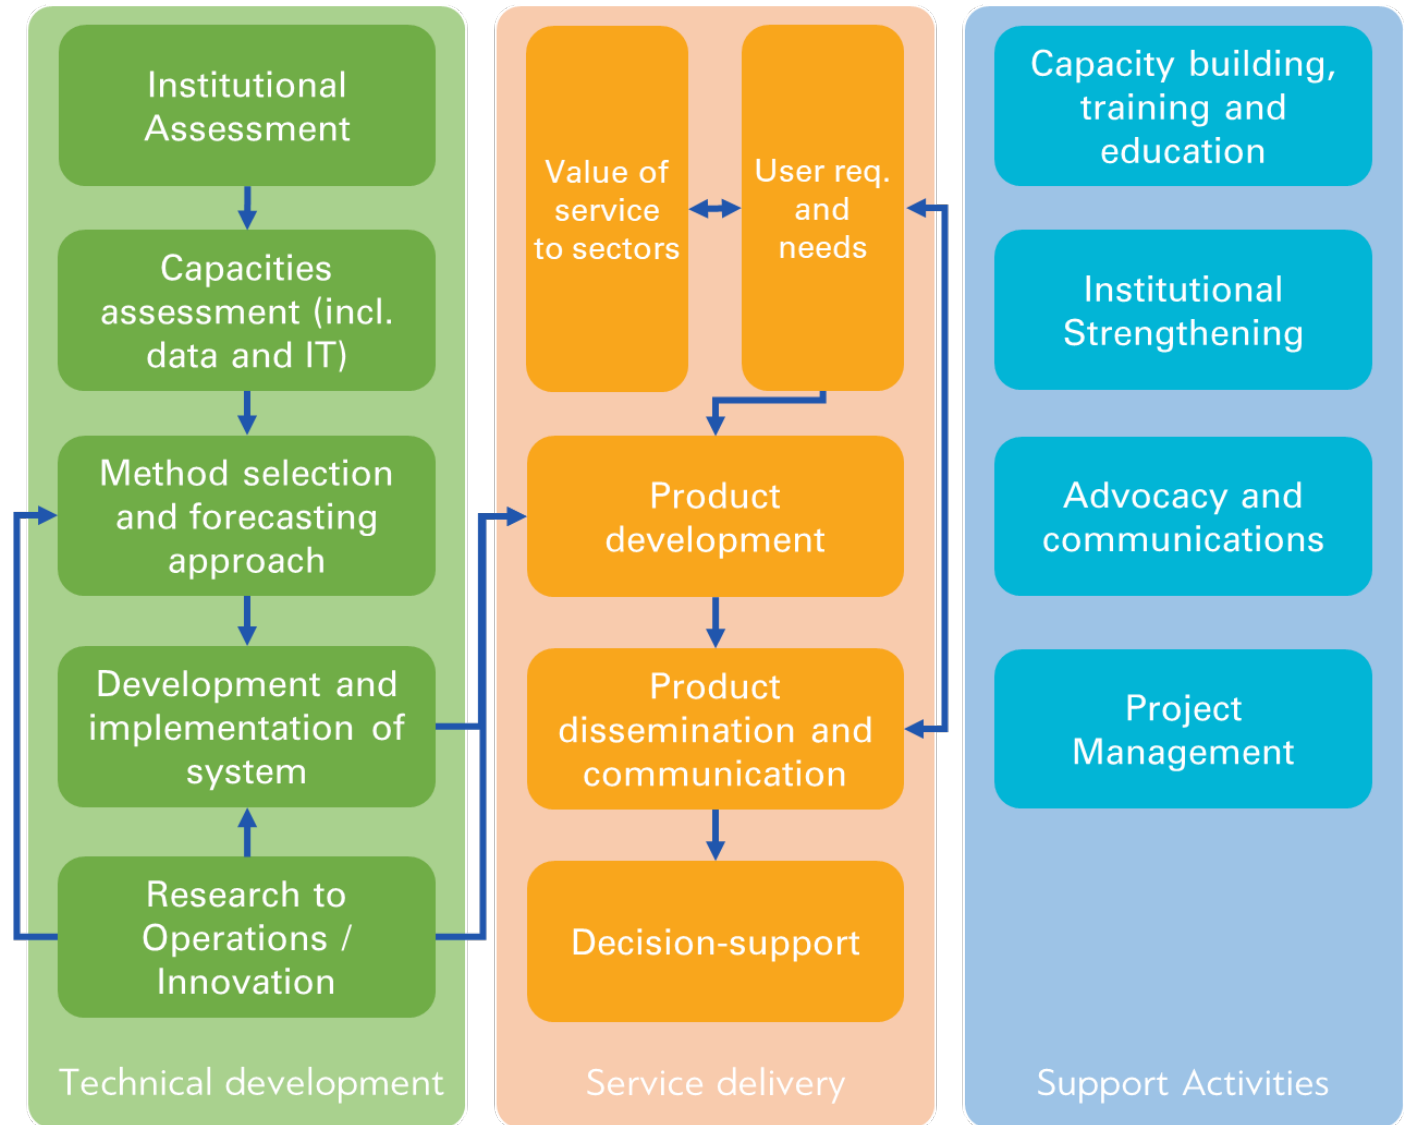 Institutional
Assessment
Capacities
assessment (incl.
data and IT)
Method selection
and forecasting
approach
Development and
implementation of
system
Research to
Operations /
Innovation
Technical development
Value of
service
to sectors
User req.
and
needs
Product
development
Product
dissemination and
communication
Decision-support
Service delivery
Capacity building,
training and
education
Institutional
Strengthening
Advocacy and
communications
Project
Management
Support Activities